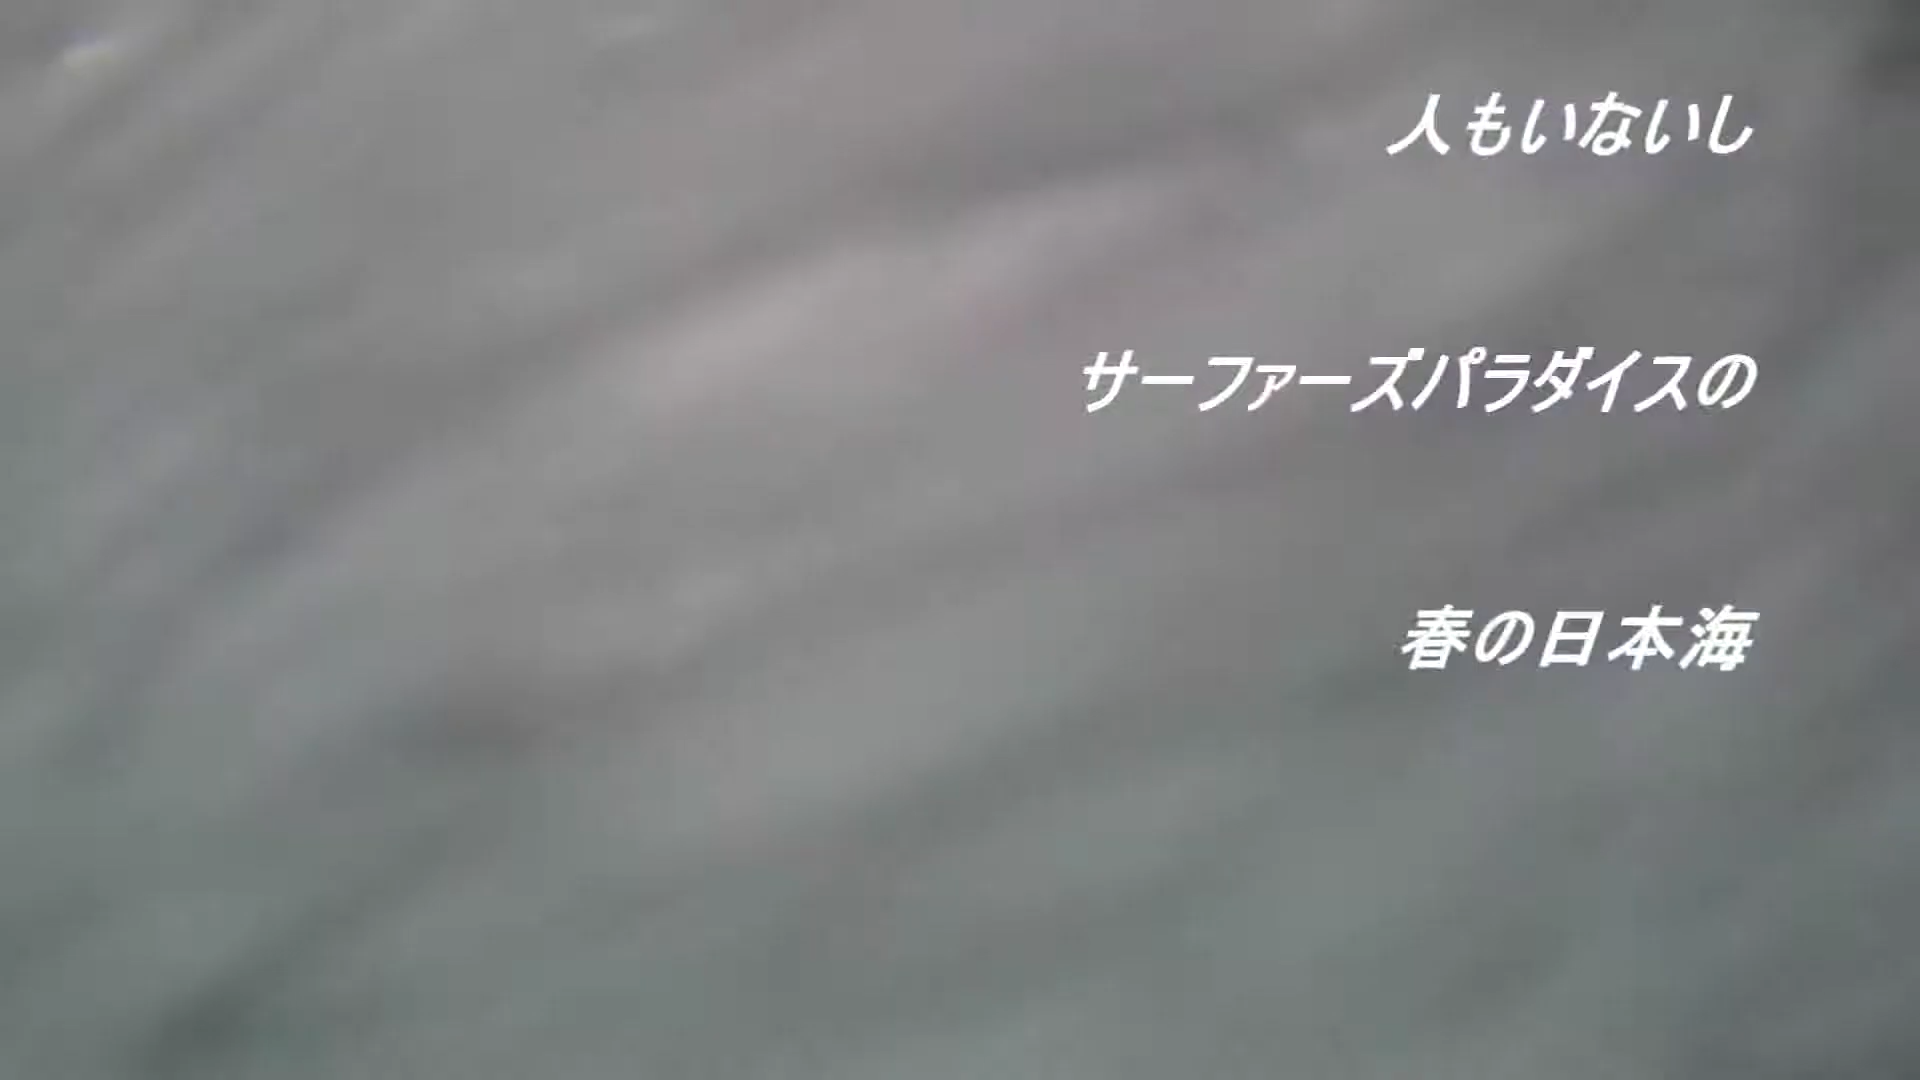 人もいないし
サーファーズパラダイスの
春の日本海